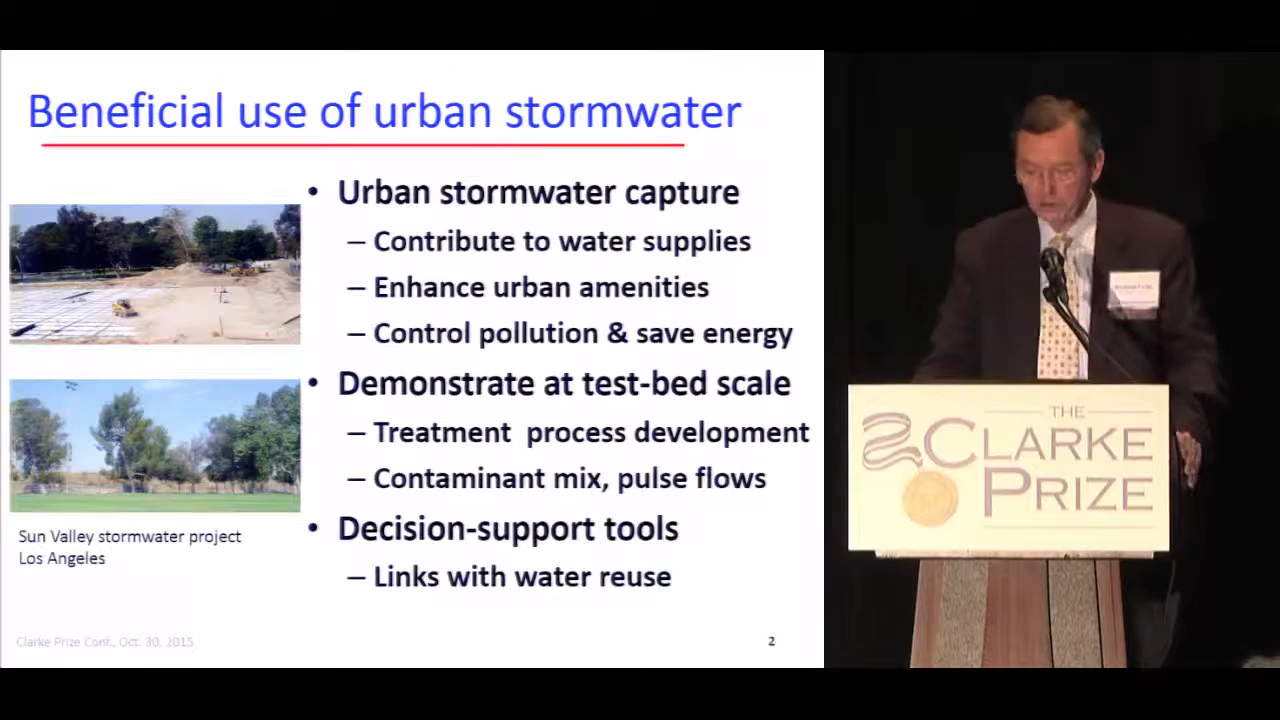 Beneficial use of urban stormwater
• Urban stormwater capture
– Contribute to water supplies
– Enhance urban amenities
– Control pollution & save energy
• Demonstrate at test-bed scale
– Treatment process development
– Contaminant mix, pulse flows
• Decision-support tools
– Links with water reuse
Sun Valley stormwater project
Los Angeles
Clarke Prize Conf., Oct. 30, 2015
2
THE
CLARKE
PRIZE